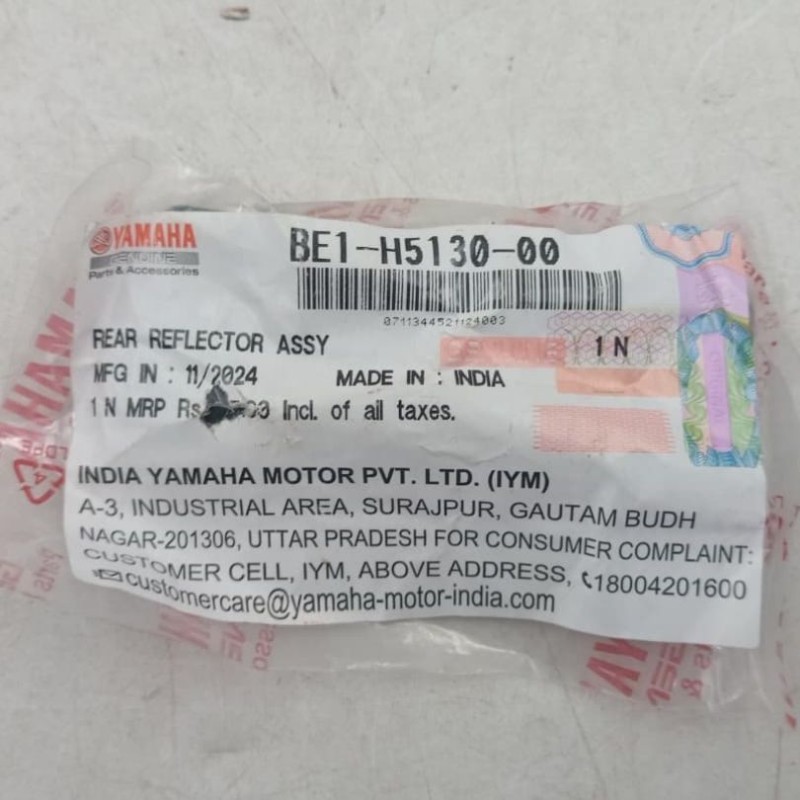 YAMAHA
GENUINE
Parts & Accessories
BE1-H5130-00
0711344521124003
REAR REFLECTOR ASSY
1 N
MFG IN : 11/2024 MADE IN : INDIA
1 N MRP Rs Incl. of all taxes.
INDIA YAMAHA MOTOR PVT. LTD. (IYM)
A-3, INDUSTRIAL AREA, SURAJPUR, GAUTAM BUDH
NAGAR-201306, UTTAR PRADESH FOR CONSUMER COMPLAINT:
CUSTOMER CELL, IYM, ABOVE ADDRESS, 18004201600
customercare@yamaha-motor-india.com